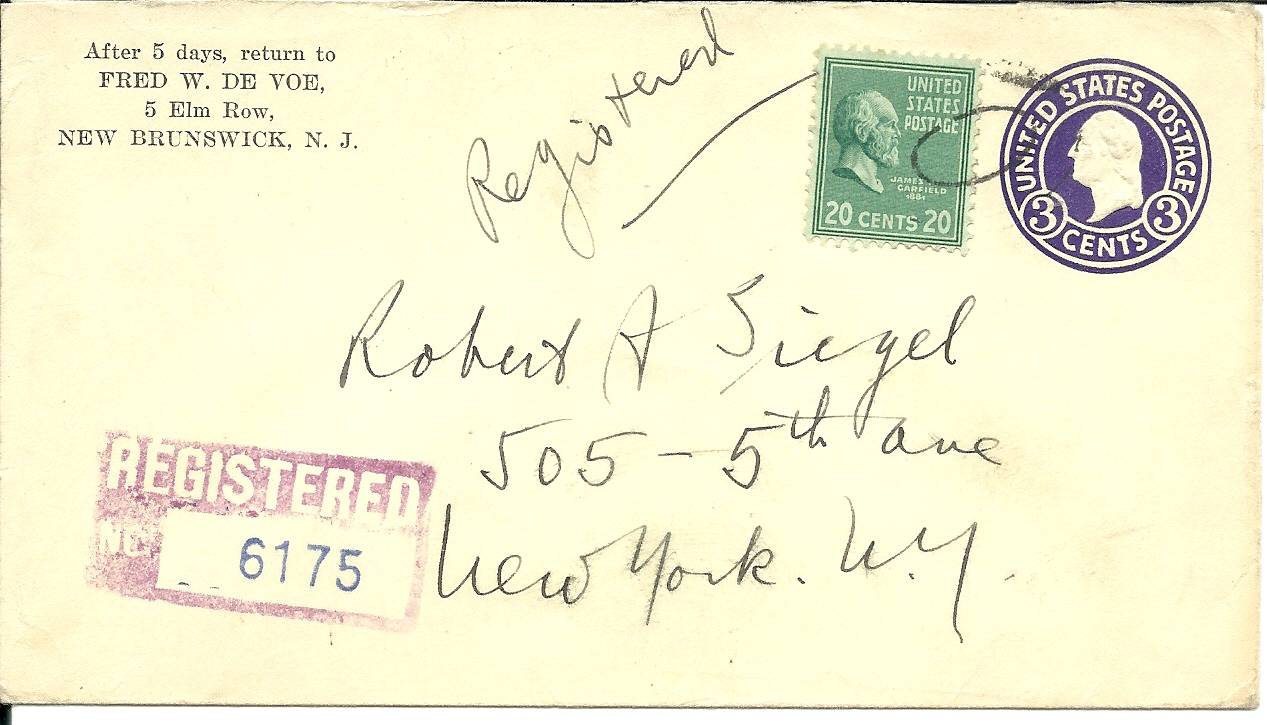 After 5 days, return to
FRED W. DE VOE,
5 Elm Row,
NEW BRUNSWICK, N. J.
Registered
UNITED
STATES
POSTAGE
JAMES A.
GARFIELD
1881
20 CENTS 20
UNITED STATES POSTAGE
3 CENTS 3
Robert A Siegel
505 - 5th ave
New York. N.Y.
REGISTERED
NO. 6175